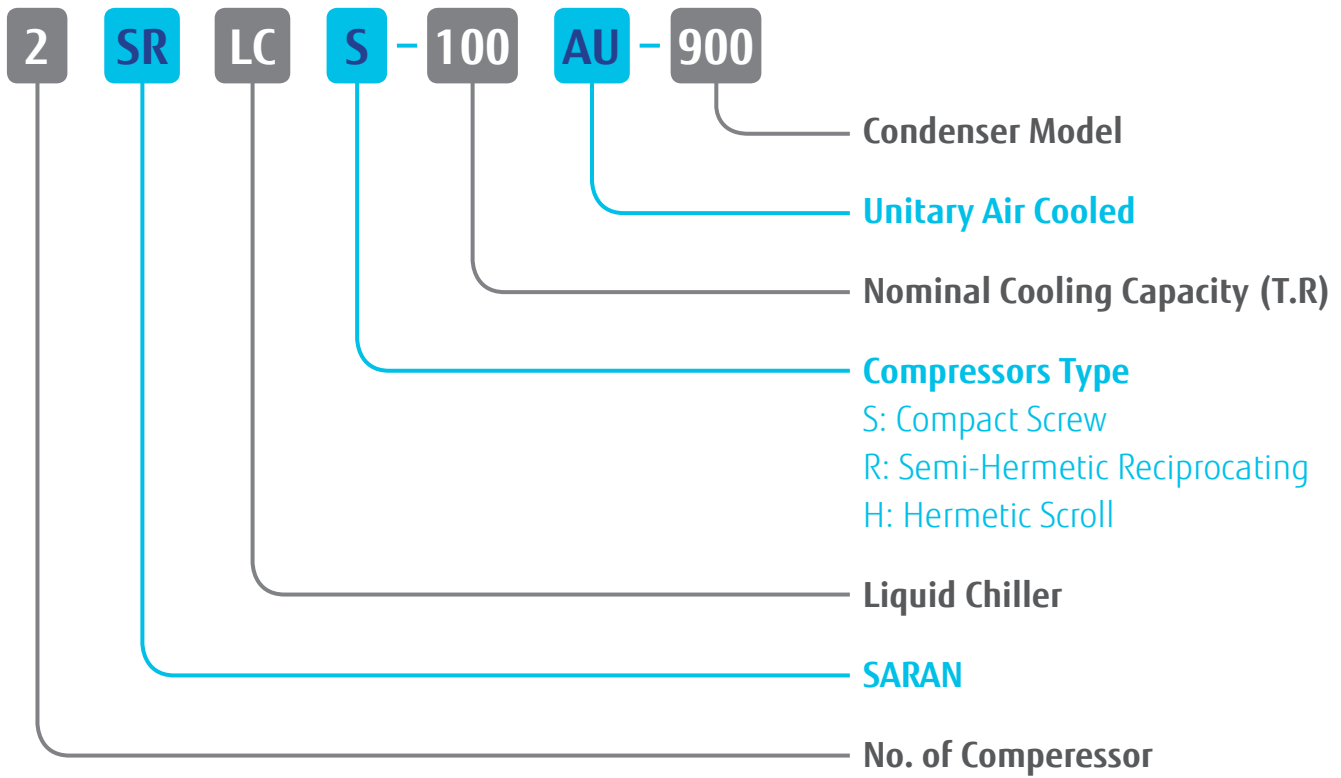 2 SR LC S – 100 AU – 900
Condenser Model
Unitary Air Cooled
Nominal Cooling Capacity (T.R)
Compressors Type
S: Compact Screw
R: Semi-Hermetic Reciprocating
H: Hermetic Scroll
Liquid Chiller
SARAN
No. of Comperessor